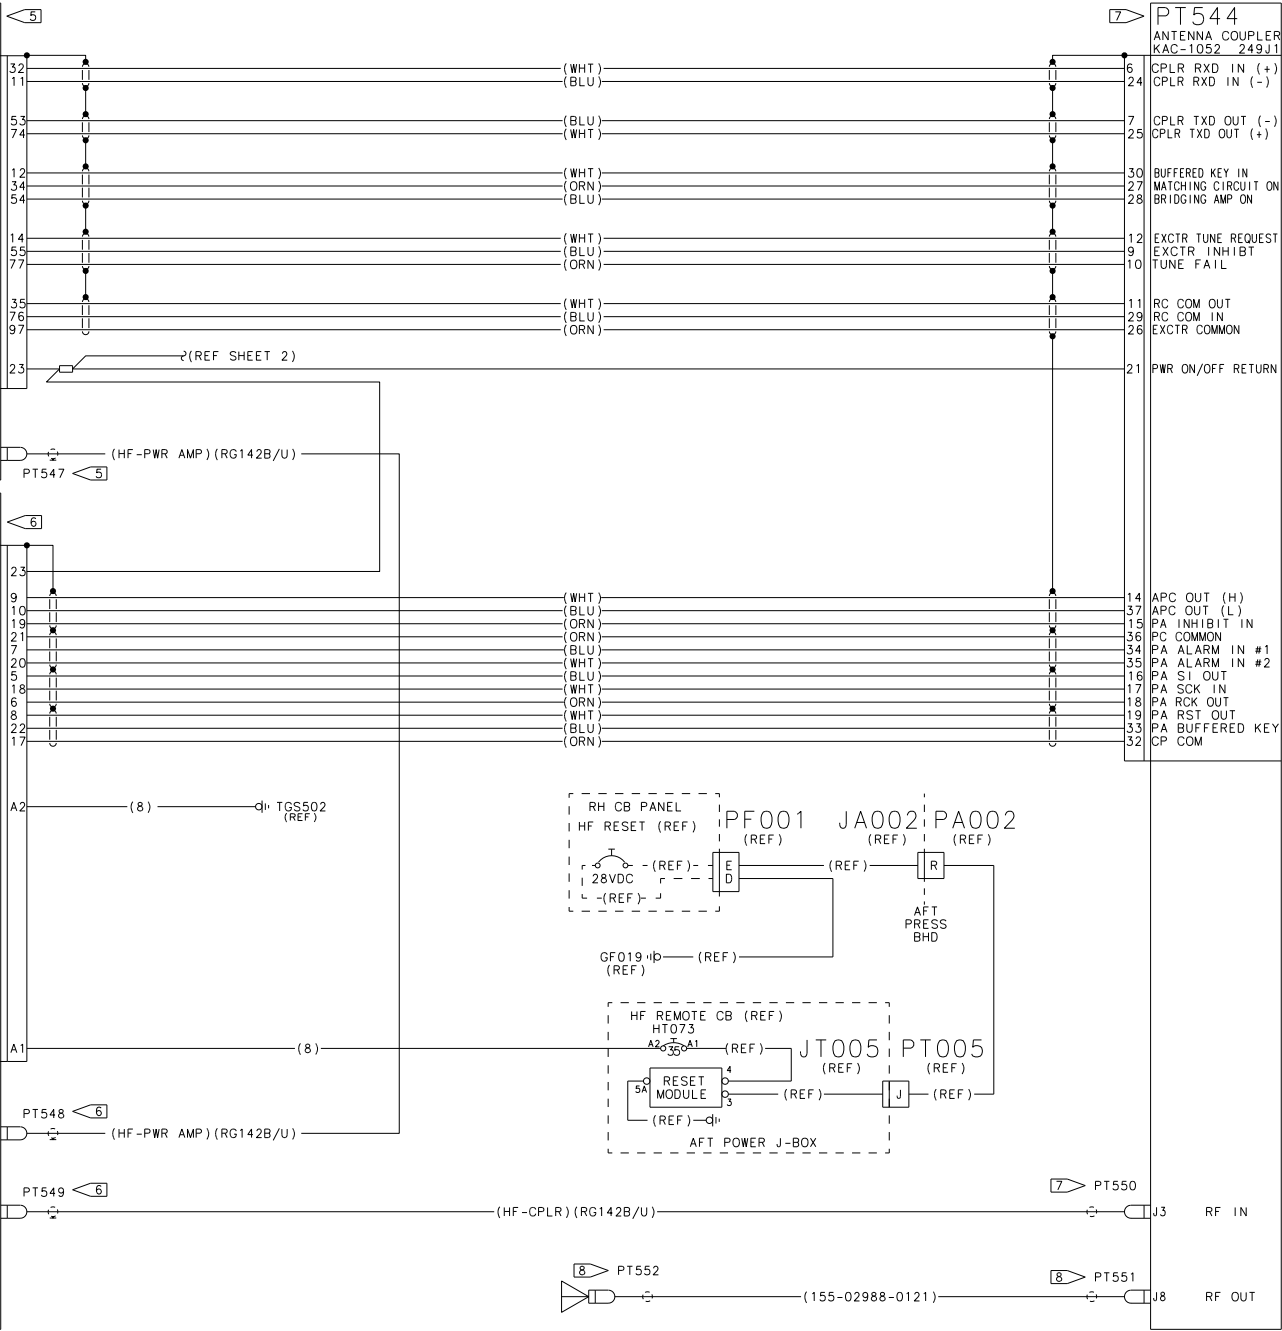 5
7 PT544
ANTENNA COUPLER
KAC-1052 249J1
32 (WHT) 6 CPLR RXD IN (+)
11 (BLU) 24 CPLR RXD IN (-)
53 (BLU) 7 CPLR TXD OUT (-)
74 (WHT) 25 CPLR TXD OUT (+)
12 (WHT) 30 BUFFERED KEY IN
34 (ORN) 27 MATCHING CIRCUIT ON
54 (BLU) 28 BRIDGING AMP ON
14 (WHT) 12 EXCTR TUNE REQUEST
55 (BLU) 9 EXCTR INHIBT
77 (ORN) 10 TUNE FAIL
35 (WHT) 11 RC COM OUT
76 (BLU) 29 RC COM IN
97 (ORN) 26 EXCTR COMMON
(REF SHEET 2)
23 21 PWR ON/OFF RETURN
(HF-PWR AMP)(RG142B/U)
PT547 5
6
23
9 (WHT) 14 APC OUT (H)
10 (BLU) 37 APC OUT (L)
19 (ORN) 15 PA INHIBIT IN
21 (ORN) 36 PC COMMON
7 (BLU) 34 PA ALARM IN #1
20 (WHT) 35 PA ALARM IN #2
5 (BLU) 16 PA SI OUT
18 (WHT) 17 PA SCK IN
6 (ORN) 18 PA RCK OUT
8 (WHT) 19 PA RST OUT
22 (BLU) 33 PA BUFFERED KEY
17 (ORN) 32 CP COM
A2 (8) TGS502
(REF)
RH CB PANEL
HF RESET (REF)
PF001 JA002 PA002
(REF) (REF) (REF)
(REF) E (REF) R
28VDC D
(REF)
AFT
PRESS
BHD
GF019 (REF)
(REF)
HF REMOTE CB (REF)
HT073
A1 (8) A2 35 A1 (REF)
JT005 PT005
(REF) (REF)
RESET
MODULE
4
5A
3 (REF) J (REF)
(REF)
AFT POWER J-BOX
PT548 6
(HF-PWR AMP)(RG142B/U)
PT549 6
7 PT550
(HF-CPLR)(RG142B/U) J3 RF IN
8 PT552
8 PT551
(155-02988-0121) J8 RF OUT